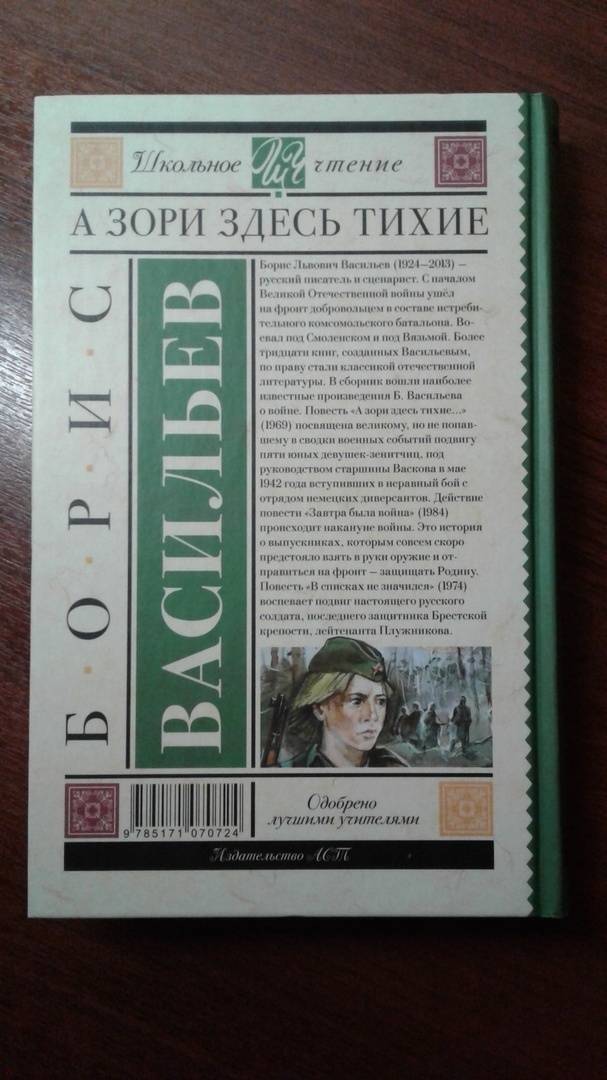 Школьное ШЧ чтение
А ЗОРИ ЗДЕСЬ ТИХИЕ
Б·О·Р·И·С
ВАСИЛЬЕВ
Борис Львович Васильев (1924—2013) —
русский писатель и сценарист. С началом
Великой Отечественной войны ушёл
на фронт добровольцем в составе истреби-
тельного комсомольского батальона. Во-
евал под Смоленском и под Вязьмой. Более
тридцати книг, созданных Васильевым,
по праву стали классикой отечественной
литературы. В сборник вошли наиболее
известные произведения Б. Васильева
о войне. Повесть «А зори здесь тихие...»
(1969) посвящена великому, но не попав-
шему в сводки военных событий подвигу
пяти юных девушек-зенитчиц, под
руководством старшины Васкова в мае
1942 года вступивших в неравный бой с
отрядом немецких диверсантов. Действие
повести «Завтра была война» (1984)
происходит накануне войны. Это история
о выпускниках, которым совсем скоро
предстояло взять в руки оружие и от-
правиться на фронт — защищать Родину.
Повесть «В списках не значился» (1974)
воспевает подвиг настоящего русского
солдата, последнего защитника Брестской
крепости, лейтенанта Плужникова.
9 785171 070724
Одобрено
лучшими учителями
Издательство АСТ